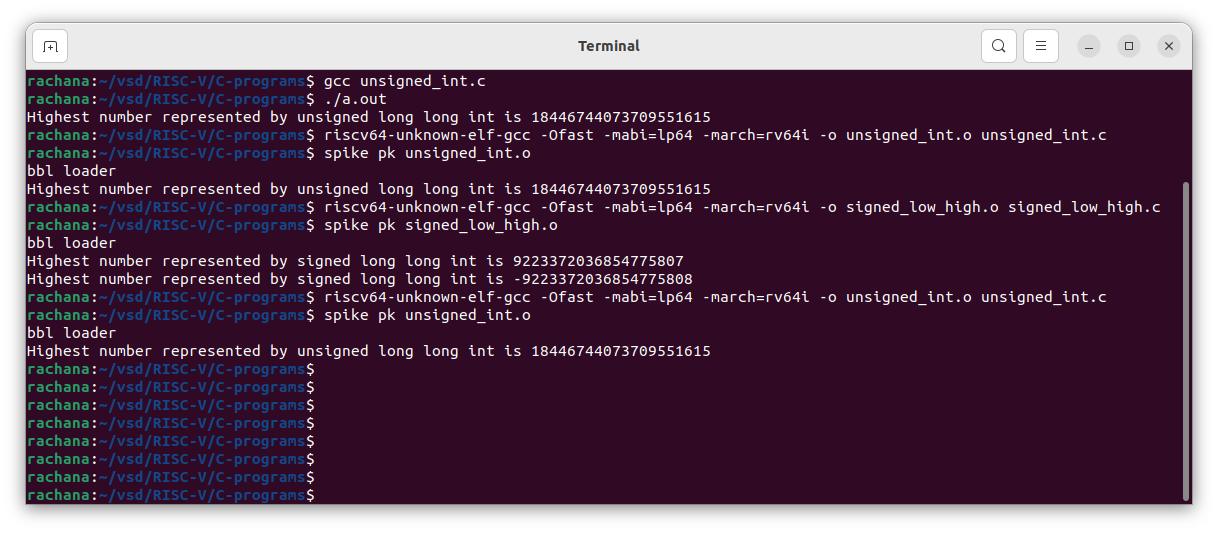 Terminal
rachana:~/vsd/RISC-V/C-programs$ gcc unsigned_int.c
rachana:~/vsd/RISC-V/C-programs$ ./a.out
Highest number represented by unsigned long long int is 18446744073709551615
rachana:~/vsd/RISC-V/C-programs$ riscv64-unknown-elf-gcc -Ofast -mabi=lp64 -march=rv64i -o unsigned_int.o unsigned_int.c
rachana:~/vsd/RISC-V/C-programs$ spike pk unsigned_int.o
bbl loader
Highest number represented by unsigned long long int is 18446744073709551615
rachana:~/vsd/RISC-V/C-programs$ riscv64-unknown-elf-gcc -Ofast -mabi=lp64 -march=rv64i -o signed_low_high.o signed_low_high.c
rachana:~/vsd/RISC-V/C-programs$ spike pk signed_low_high.o
bbl loader
Highest number represented by signed long long int is 9223372036854775807
Highest number represented by signed long long int is -9223372036854775808
rachana:~/vsd/RISC-V/C-programs$ riscv64-unknown-elf-gcc -Ofast -mabi=lp64 -march=rv64i -o unsigned_int.o unsigned_int.c
rachana:~/vsd/RISC-V/C-programs$ spike pk unsigned_int.o
bbl loader
Highest number represented by unsigned long long int is 18446744073709551615
rachana:~/vsd/RISC-V/C-programs$
rachana:~/vsd/RISC-V/C-programs$
rachana:~/vsd/RISC-V/C-programs$
rachana:~/vsd/RISC-V/C-programs$
rachana:~/vsd/RISC-V/C-programs$
rachana:~/vsd/RISC-V/C-programs$
rachana:~/vsd/RISC-V/C-programs$
rachana:~/vsd/RISC-V/C-programs$